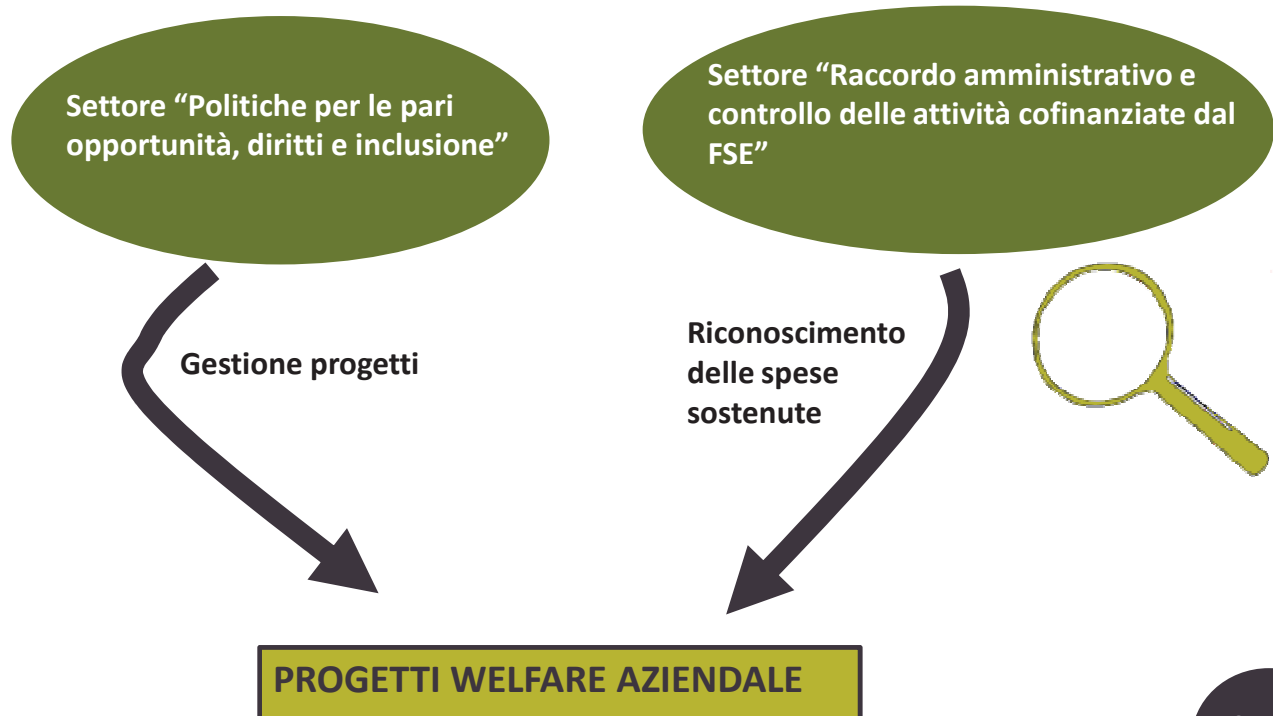 Settore “Politiche per le pari
opportunità, diritti e inclusione”
Settore “Raccordo amministrativo e
controllo delle attività cofinanziate dal
FSE”
Gestione progetti
Riconoscimento
delle spese
sostenute
PROGETTI WELFARE AZIENDALE